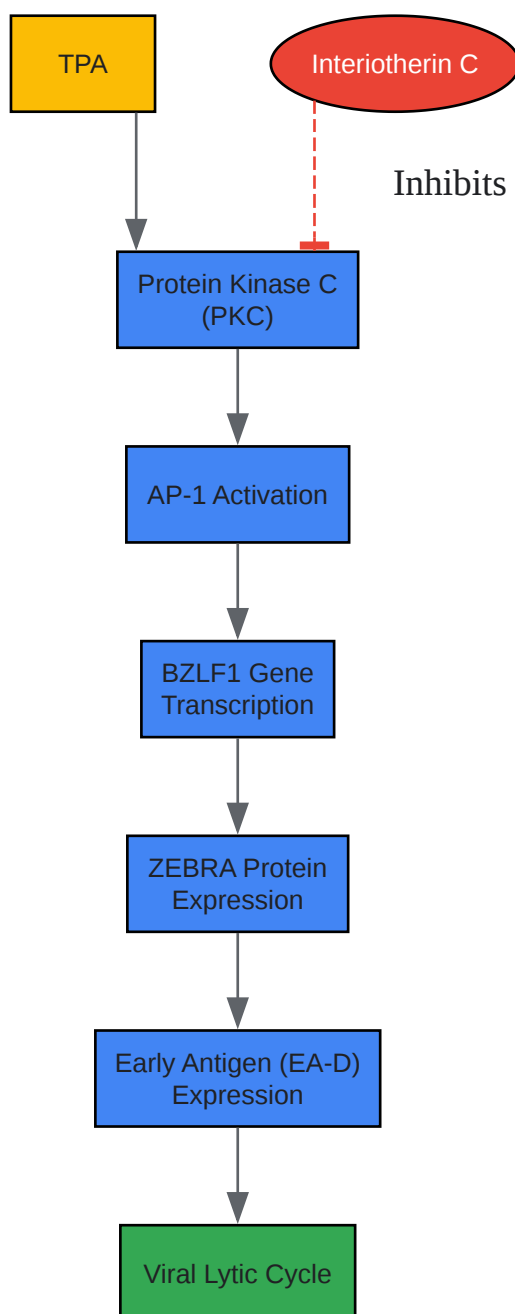 TPA
Interiotherin C
Inhibits
Protein Kinase C
(PKC)
AP-1 Activation
BZLF1 Gene
Transcription
ZEBRA Protein
Expression
Early Antigen (EA-D)
Expression
Viral Lytic Cycle